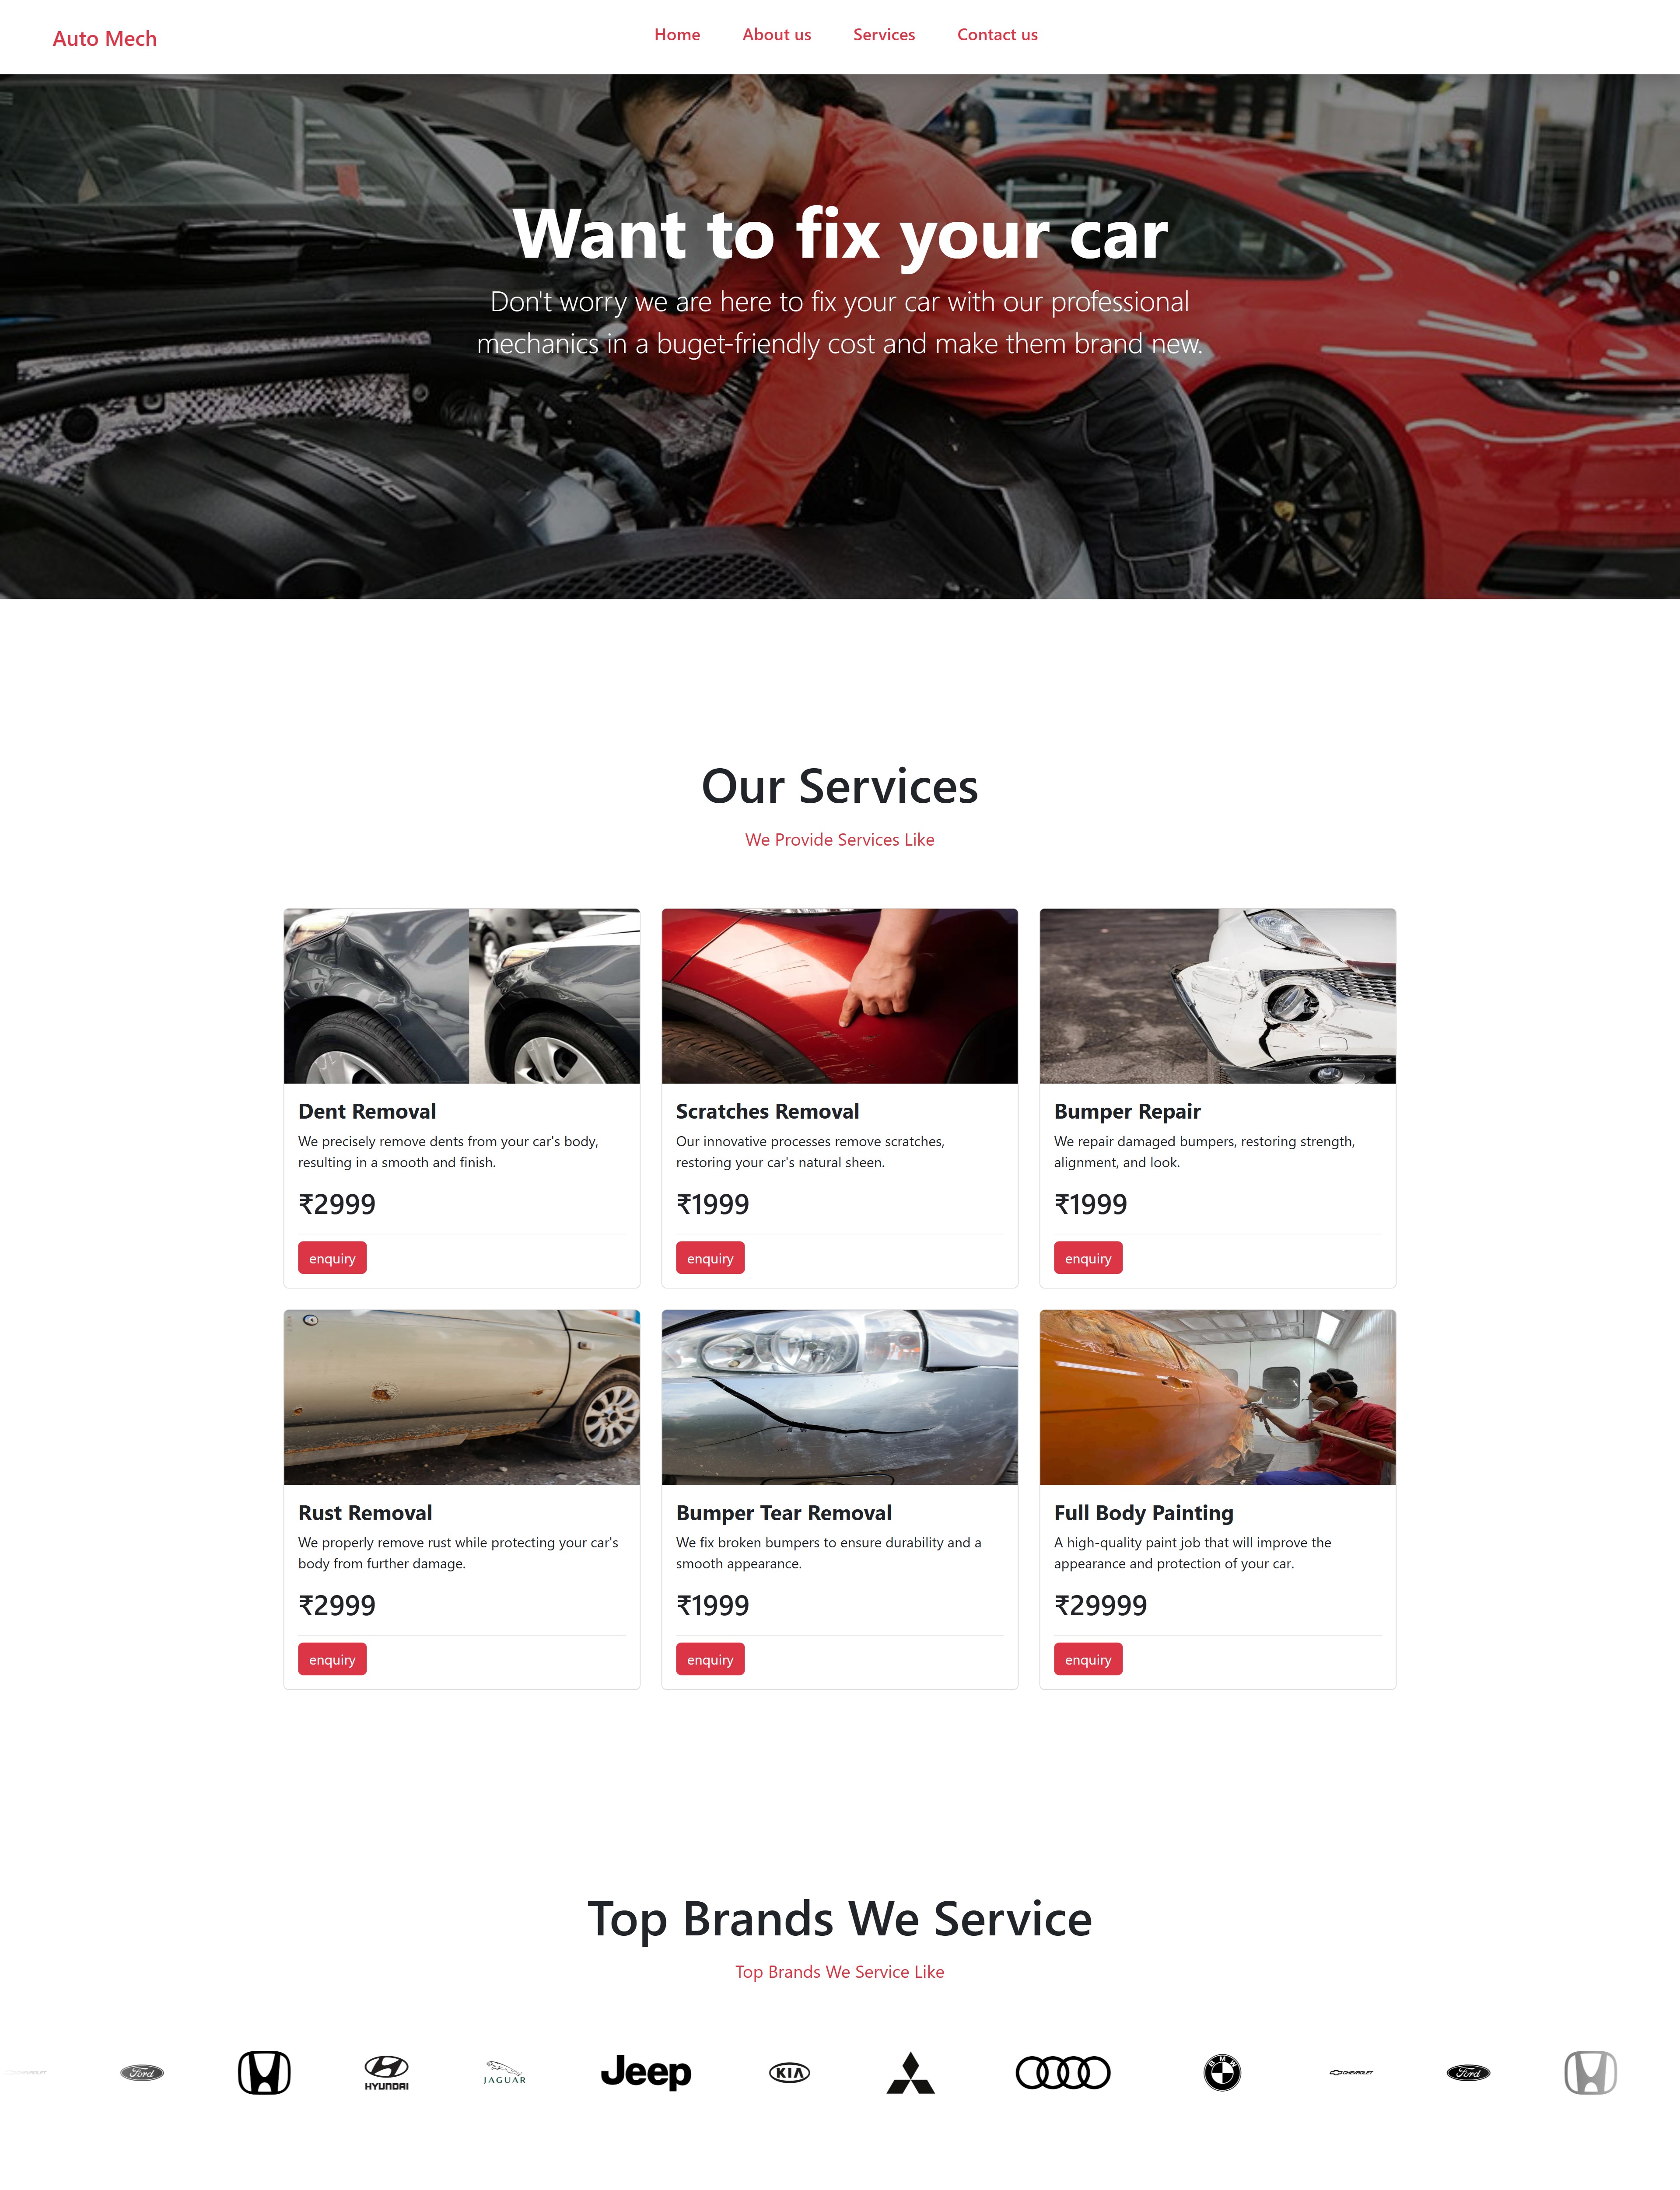 Auto Mech
Home
About us
Services
Contact us
Want to fix your car
Don't worry we are here to fix your car with our professional
mechanics in a buget-friendly cost and make them brand new.
PORSCHE
Our Services
We Provide Services Like
Dent Removal
We precisely remove dents from your car's body,
resulting in a smooth and finish.
₹2999
enquiry
Scratches Removal
Our innovative processes remove scratches,
restoring your car's natural sheen.
₹1999
enquiry
Bumper Repair
We repair damaged bumpers, restoring strength,
alignment, and look.
₹1999
enquiry
Rust Removal
We properly remove rust while protecting your car's
body from further damage.
₹2999
enquiry
Bumper Tear Removal
We fix broken bumpers to ensure durability and a
smooth appearance.
₹1999
enquiry
Full Body Painting
A high-quality paint job that will improve the
appearance and protection of your car.
₹29999
enquiry
Top Brands We Service
Top Brands We Service Like
CHEVROLET
Ford
HYUNDAI
JAGUAR
Jeep
KIA
BMW
CHEVROLET
Ford